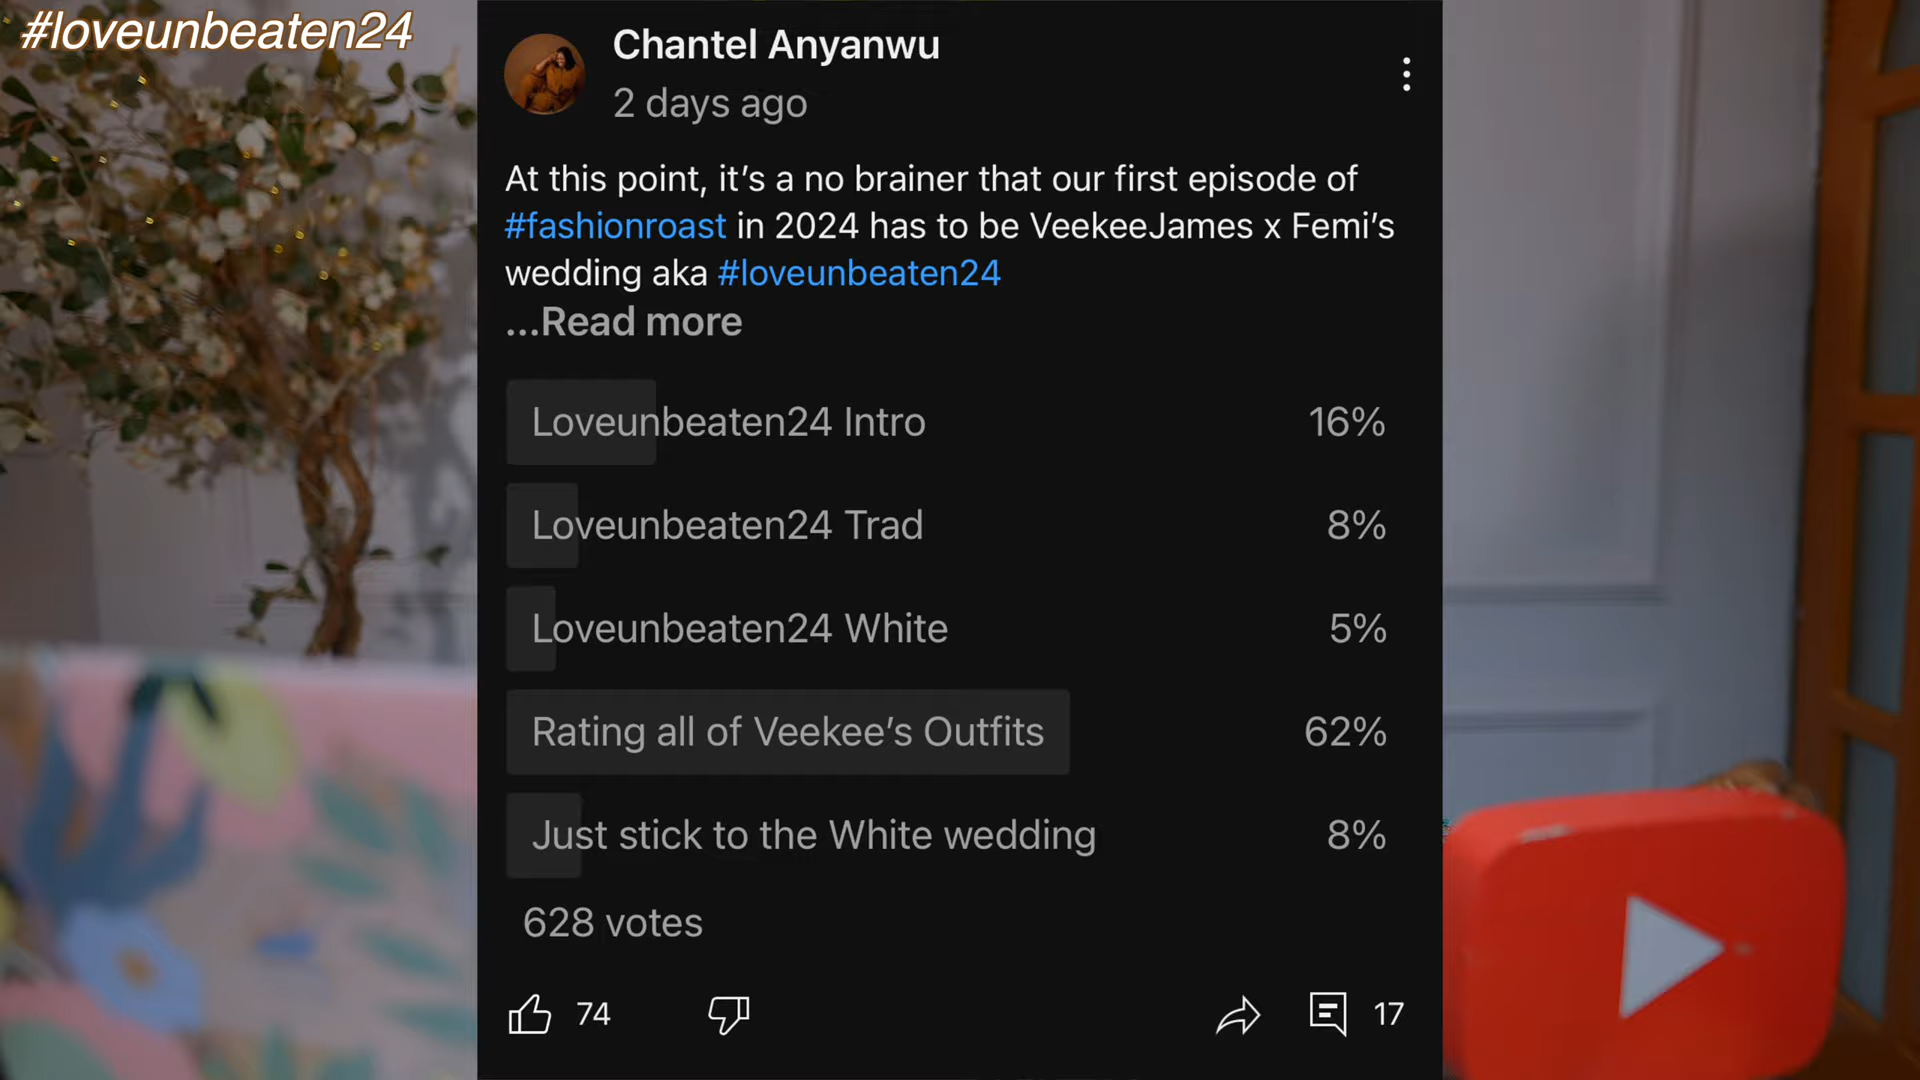 #loveunbeaten24
Chantel Anyanwu
2 days ago
At this point, it’s a no brainer that our first episode of
#fashionroast in 2024 has to be VeekeeJames x Femi’s
wedding aka #loveunbeaten24
...Read more
Loveunbeaten24 Intro 16%
Loveunbeaten24 Trad 8%
Loveunbeaten24 White 5%
Rating all of Veekee’s Outfits 62%
Just stick to the White wedding 8%
628 votes
74 17